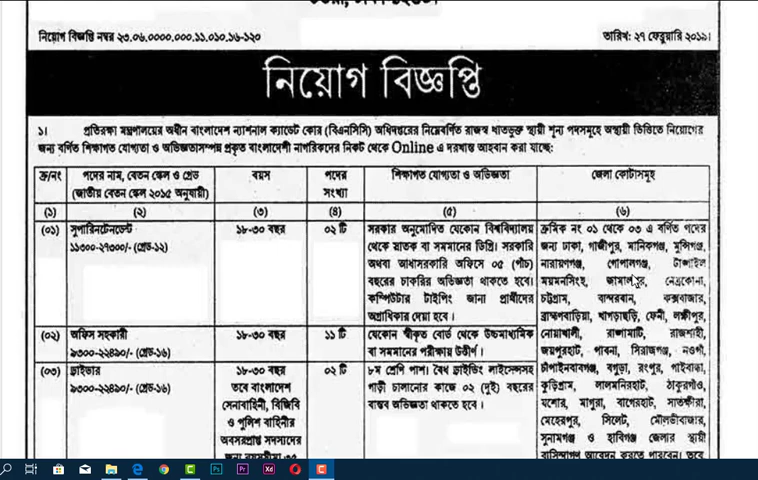 নিয়োগ বিজ্ঞপ্তি নম্বর ২৩.০৬.০০০০.০০০.১১.০১০.১৬-১২০
তারিখ: ২৭ ফেব্রুয়ারি ২০১৯।
নিয়োগ বিজ্ঞপ্তি
১। প্রতিরক্ষা মন্ত্রণালয়ের অধীন বাংলাদেশ ন্যাশনাল ক্যাডেট কোর (বিএনসিসি) অধিদপ্তরের নিম্নেবর্ণিত রাজস্ব খাতভুক্ত স্থায়ী শূন্য পদসমূহে অস্থায়ী ভিত্তিতে নিয়োগের
জন্য বর্ণিত শিক্ষাগত যোগ্যতা ও অভিজ্ঞতাসম্পন্ন প্রকৃত বাংলাদেশী নাগরিকদের নিকট থেকে Online এ দরখাস্ত আহবান করা যাচ্ছে:
ক্র/নং
পদের নাম, বেতন স্কেল ও গ্রেড
(জাতীয় বেতন স্কেল ২০১৫ অনুযায়ী)
বয়স
পদের
সংখ্যা
শিক্ষাগত যোগ্যতা ও অভিজ্ঞতা
জেলা কোটাসমূহ
(১)
(২)
(৩)
(৪)
(৫)
(৬)
(০১)
সুপারিনটেনডেন্ট
১১৩০০-২৭৩০০/- (গ্রেড-১২)
১৮-৩০ বছর
০২ টি
সরকার অনুমোদিত যেকোন বিশ্ববিদ্যালয়
থেকে স্নাতক বা সমমানের ডিগ্রি। সরকারি
অথবা আধাসরকারি অফিসে ০৫ (পাঁচ)
বছরের চাকরির অভিজ্ঞতা থাকতে হবে।
কম্পিউটার টাইপিং জানা প্রার্থীদের
অগ্রাধিকার দেয়া হবে।
(০২)
অফিস সহকারী
৯৩০০-২২৪৯০/- (গ্রেড-১৬)
১৮-৩০ বছর
১১ টি
যেকোন স্বীকৃত বোর্ড থেকে উচ্চমাধ্যমিক
বা সমমানের পরীক্ষায় উত্তীর্ণ।
(০৩)
ড্রাইভার
৯৩০০-২২৪৯০/- (গ্রেড-১৬)
১৮-৩০ বছর
তবে বাংলাদেশ
সেনাবাহিনী, বিজিবি
ও পুলিশ বাহিনীর
অবসরপ্রাপ্ত সদস্যদের
০২ টি
৮ম শ্রেণি পাশ। বৈধ ড্রাইভিং লাইসেন্সসহ
গাড়ী চালানোর কাজে ০২ (দুই) বছরের
বাস্তব অভিজ্ঞতা থাকতে হবে।
ক্রমিক নং ০১ থেকে ০৩ এ বর্ণিত পদের
জন্য ঢাকা, গাজীপুর, মানিকগঞ্জ, মুন্সিগঞ্জ,
নারায়ণগঞ্জ, গোপালগঞ্জ, টাঙ্গাইল
ময়মনসিংহ, জামালপুর, নেত্রকোনা,
চট্টগ্রাম, বান্দরবান, কক্সবাজার,
ব্রাহ্মণবাড়িয়া, খাগড়াছড়ি, ফেনী, লক্ষ্মীপুর,
নোয়াখালী, রাঙ্গামাটি, রাজশাহী,
জয়পুরহাট, পাবনা, সিরাজগঞ্জ, নওগাঁ,
চাঁপাইনবাবগঞ্জ, বগুড়া, রংপুর, গাইবান্ধা,
কুড়িগ্রাম, লালমনিরহাট, ঠাকুরগাঁও,
যশোর, মাগুরা, বাগেরহাট, সাতক্ষীরা,
মেহেরপুর, সিলেট, মৌলভীবাজার,
সুনামগঞ্জ ও হবিগঞ্জ জেলার স্থায়ী
Ps
Pr
Xd